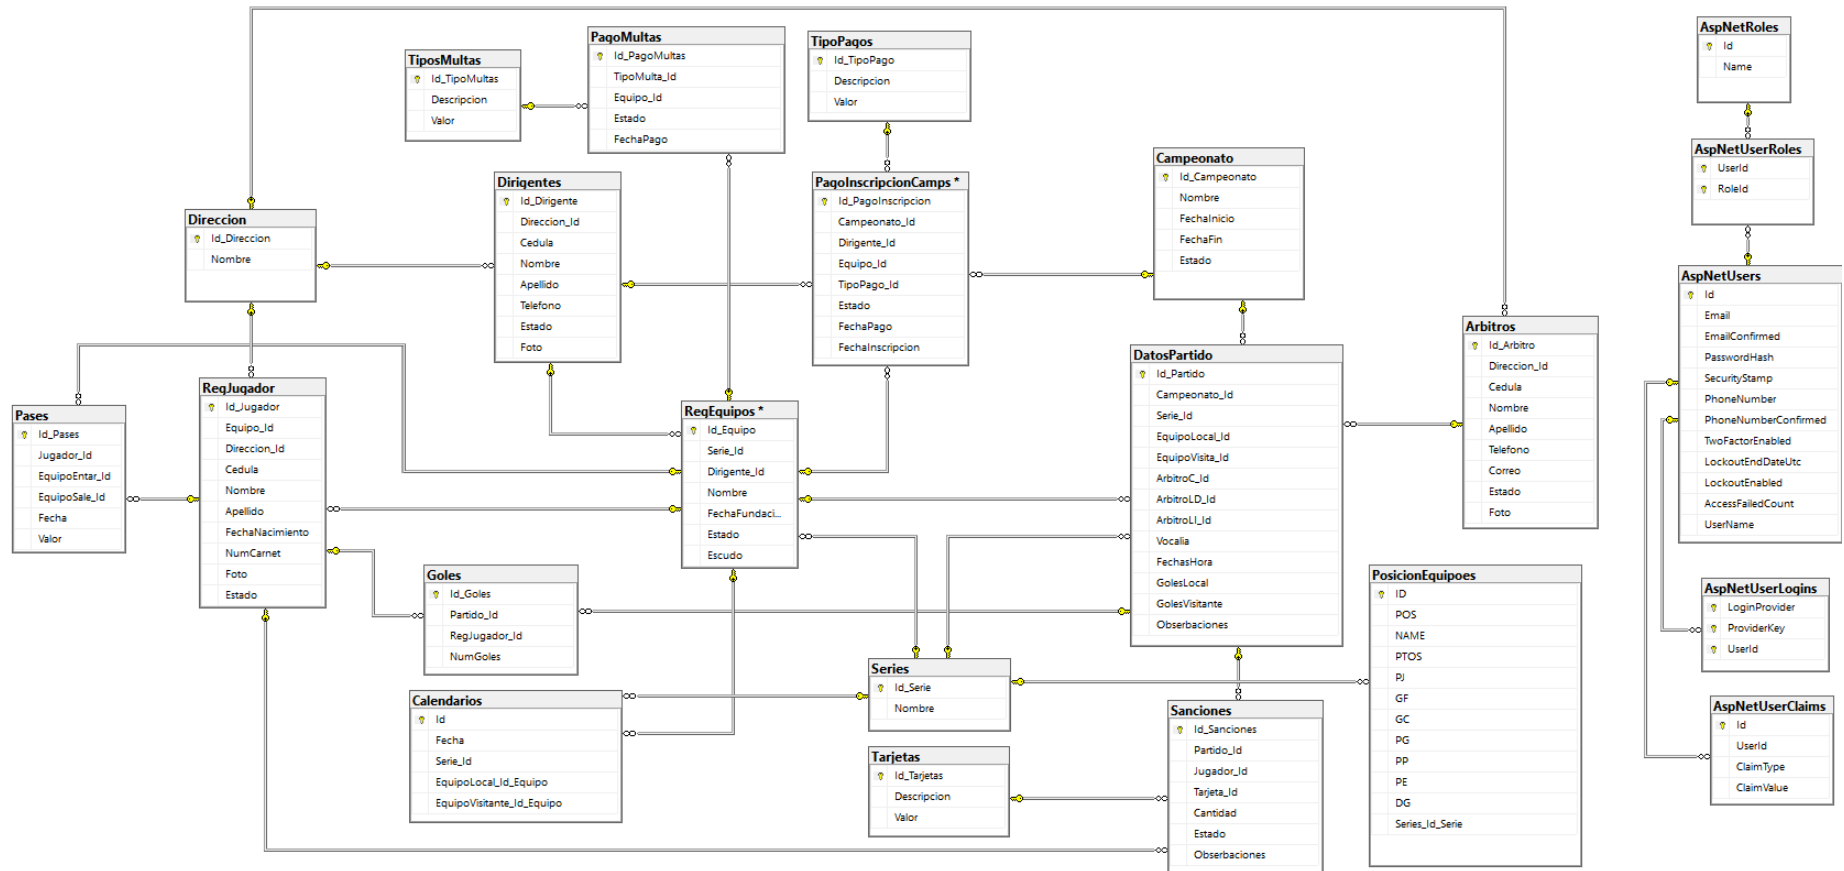 TiposMultas
Id_TipoMultas
Descripcion
Valor
PagoMultas
Id_PagoMultas
TipoMulta_Id
Equipo_Id
Estado
FechaPago
TipoPagos
Id_TipoPago
Descripcion
Valor
AspNetRoles
Id
Name
AspNetUserRoles
UserId
RoleId
Direccion
Id_Direccion
Nombre
Dirigentes
Id_Dirigente
Direccion_Id
Cedula
Nombre
Apellido
Telefono
Estado
Foto
PagoInscripcionCamps *
Id_PagoInscripcion
Campeonato_Id
Dirigente_Id
Equipo_Id
TipoPago_Id
Estado
FechaPago
FechaInscripcion
Campeonato
Id_Campeonato
Nombre
FechaInicio
FechaFin
Estado
AspNetUsers
Id
Email
EmailConfirmed
PasswordHash
SecurityStamp
PhoneNumber
PhoneNumberConfirmed
TwoFactorEnabled
LockoutEndDateUtc
LockoutEnabled
AccessFailedCount
UserName
Arbitros
Id_Arbitro
Direccion_Id
Cedula
Nombre
Apellido
Telefono
Correo
Estado
Foto
DatosPartido
Id_Partido
Campeonato_Id
Serie_Id
EquipoLocal_Id
EquipoVisita_Id
ArbitroC_Id
ArbitroLD_Id
ArbitroLI_Id
Vocalia
FechasHora
GolesLocal
GolesVisitante
Obserbaciones
Pases
Id_Pases
Jugador_Id
EquipoEntar_Id
EquipoSale_Id
Fecha
Valor
RegJugador
Id_Jugador
Equipo_Id
Direccion_Id
Cedula
Nombre
Apellido
FechaNacimiento
NumCarnet
Foto
Estado
RegEquipos *
Id_Equipo
Serie_Id
Dirigente_Id
Nombre
FechaFundaci...
Estado
Escudo
Goles
Id_Goles
Partido_Id
RegJugador_Id
NumGoles
PosicionEquipoes
ID
POS
NAME
PTOS
PJ
GF
GC
PG
PP
PE
DG
Series_Id_Serie
AspNetUserLogins
LoginProvider
ProviderKey
UserId
Calendarios
Id
Fecha
Serie_Id
EquipoLocal_Id_Equipo
EquipoVisitante_Id_Equipo
Series
Id_Serie
Nombre
Tarjetas
Id_Tarjetas
Descripcion
Valor
Sanciones
Id_Sanciones
Partido_Id
Jugador_Id
Tarjeta_Id
Cantidad
Estado
Obserbaciones
AspNetUserClaims
Id
UserId
ClaimType
ClaimValue